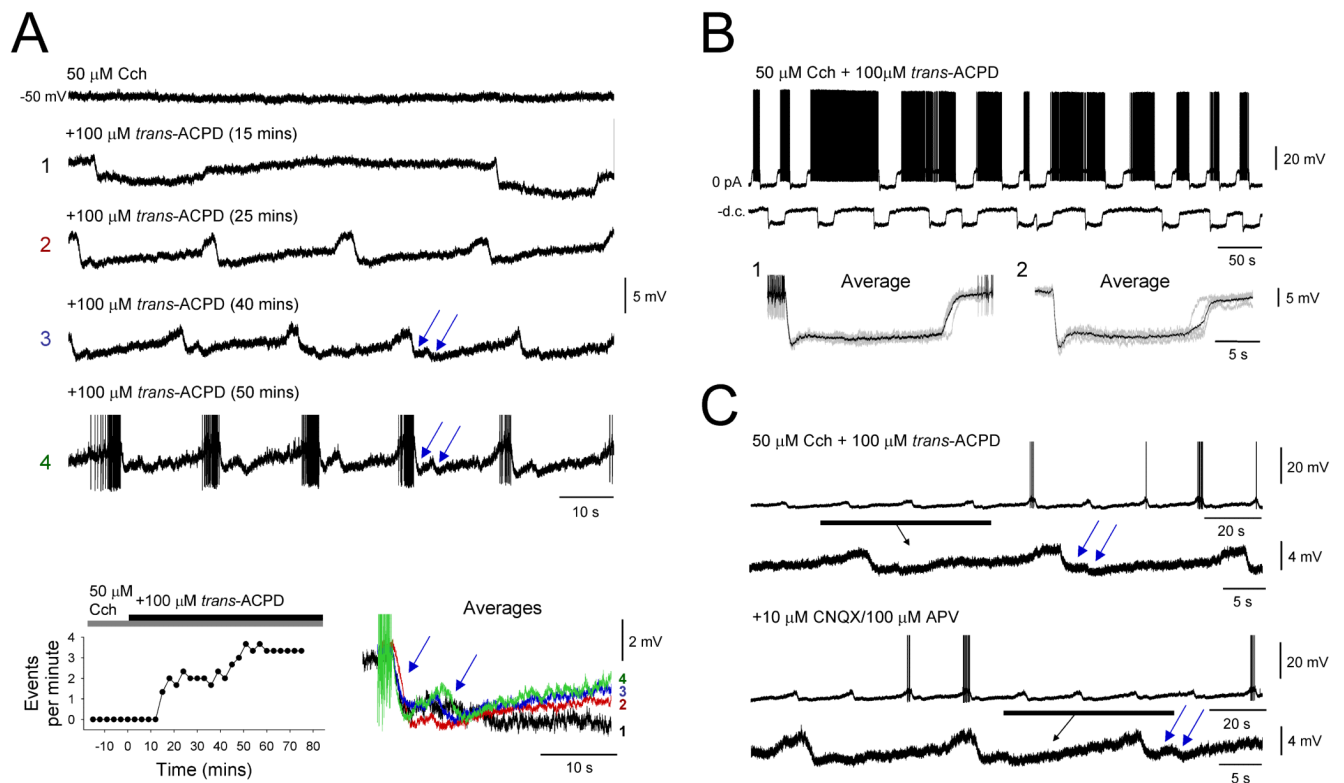 A
50 μM Cch
-50 mV
+100 μM trans-ACPD (15 mins)
1
+100 μM trans-ACPD (25 mins)
2
+100 μM trans-ACPD (40 mins)
3
5 mV
+100 μM trans-ACPD (50 mins)
4
10 s
50 μM
Cch
+100 μM trans-ACPD
Events
per minute
4
3
2
1
0
-10 0 10 20 30 40 50 60 70 80
Time (mins)
Averages
2 mV
4
3
2
1
10 s
B
50 μM Cch + 100μM trans-ACPD
20 mV
0 pA
-d.c.
50 s
1
Average
2
Average
5 mV
5 s
C
50 μM Cch + 100 μM trans-ACPD
20 mV
20 s
4 mV
5 s
+10 μM CNQX/100 μM APV
20 mV
20 s
4 mV
5 s